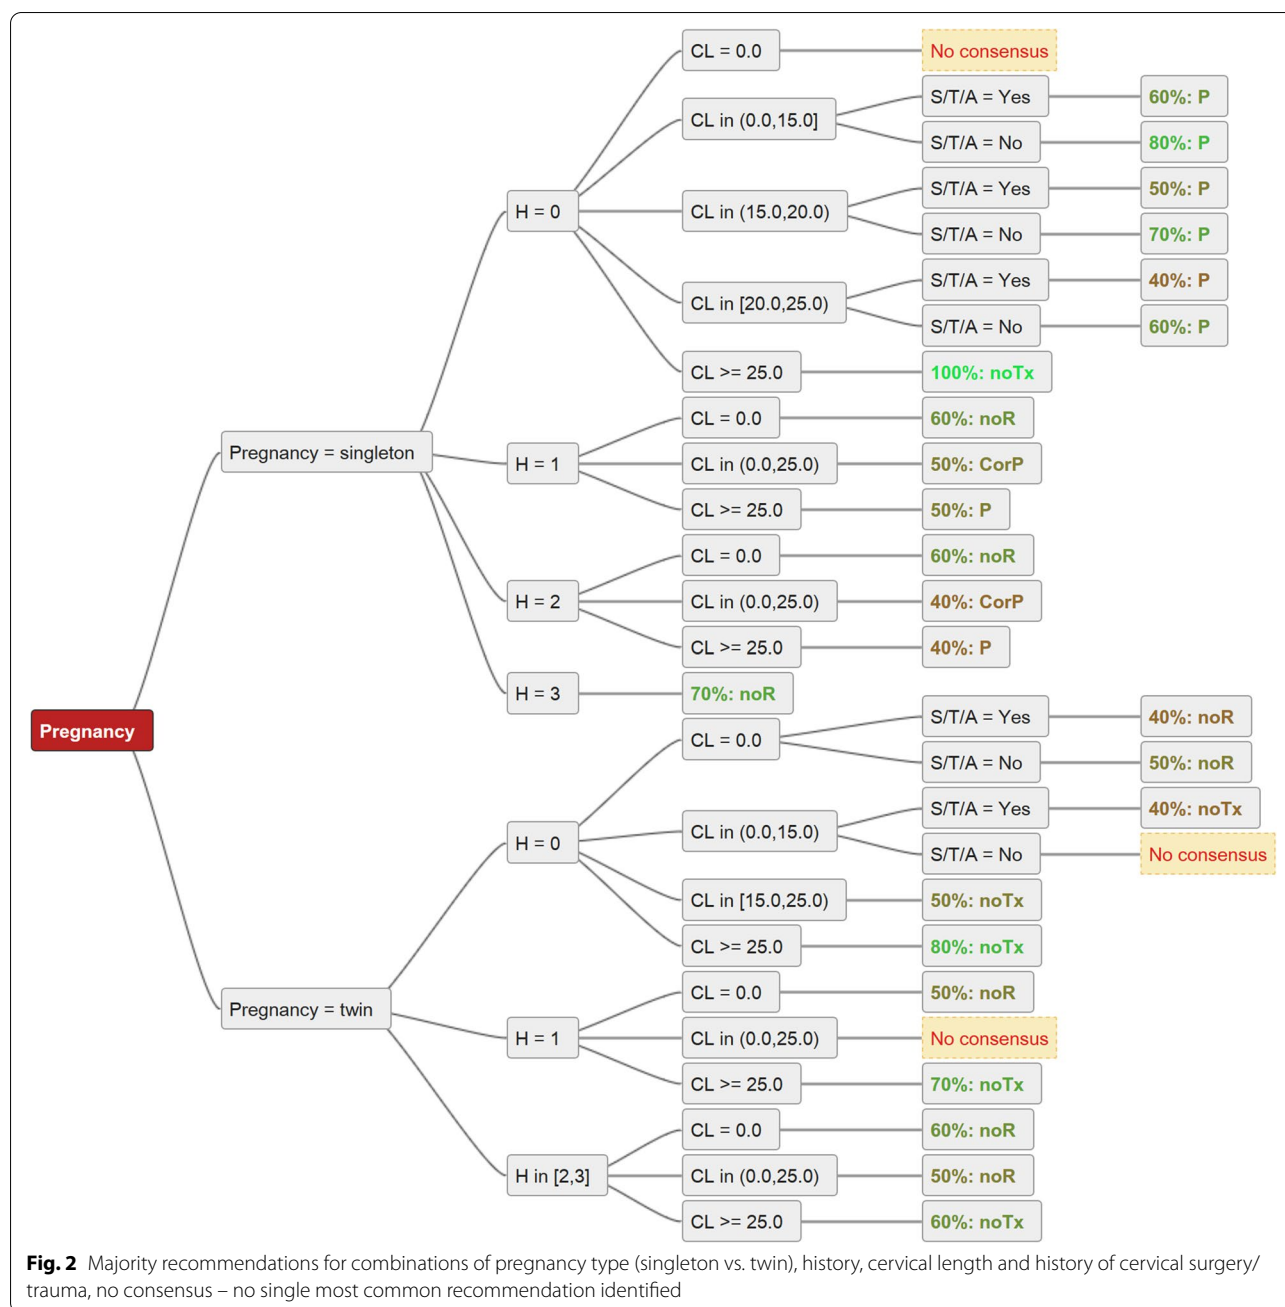 CL = 0.0
No consensus
S/T/A = Yes
60%: P
CL in (0.0,15.0]
S/T/A = No
80%: P
S/T/A = Yes
50%: P
H = 0
CL in (15.0,20.0)
S/T/A = No
70%: P
S/T/A = Yes
40%: P
CL in [20.0,25.0)
S/T/A = No
60%: P
CL >= 25.0
100%: noTx
CL = 0.0
60%: noR
Pregnancy = singleton
H = 1
CL in (0.0,25.0)
50%: CorP
CL >= 25.0
50%: P
CL = 0.0
60%: noR
H = 2
CL in (0.0,25.0)
40%: CorP
CL >= 25.0
40%: P
H = 3
70%: noR
Pregnancy
S/T/A = Yes
40%: noR
CL = 0.0
S/T/A = No
50%: noR
S/T/A = Yes
40%: noTx
H = 0
CL in (0.0,15.0)
S/T/A = No
No consensus
CL in [15.0,25.0)
50%: noTx
CL >= 25.0
80%: noTx
CL = 0.0
50%: noR
Pregnancy = twin
H = 1
CL in (0.0,25.0)
No consensus
CL >= 25.0
70%: noTx
CL = 0.0
60%: noR
H in [2,3]
CL in (0.0,25.0)
50%: noR
CL >= 25.0
60%: noTx
Fig. 2 Majority recommendations for combinations of pregnancy type (singleton vs. twin), history, cervical length and history of cervical surgery/
trauma, no consensus – no single most common recommendation identified